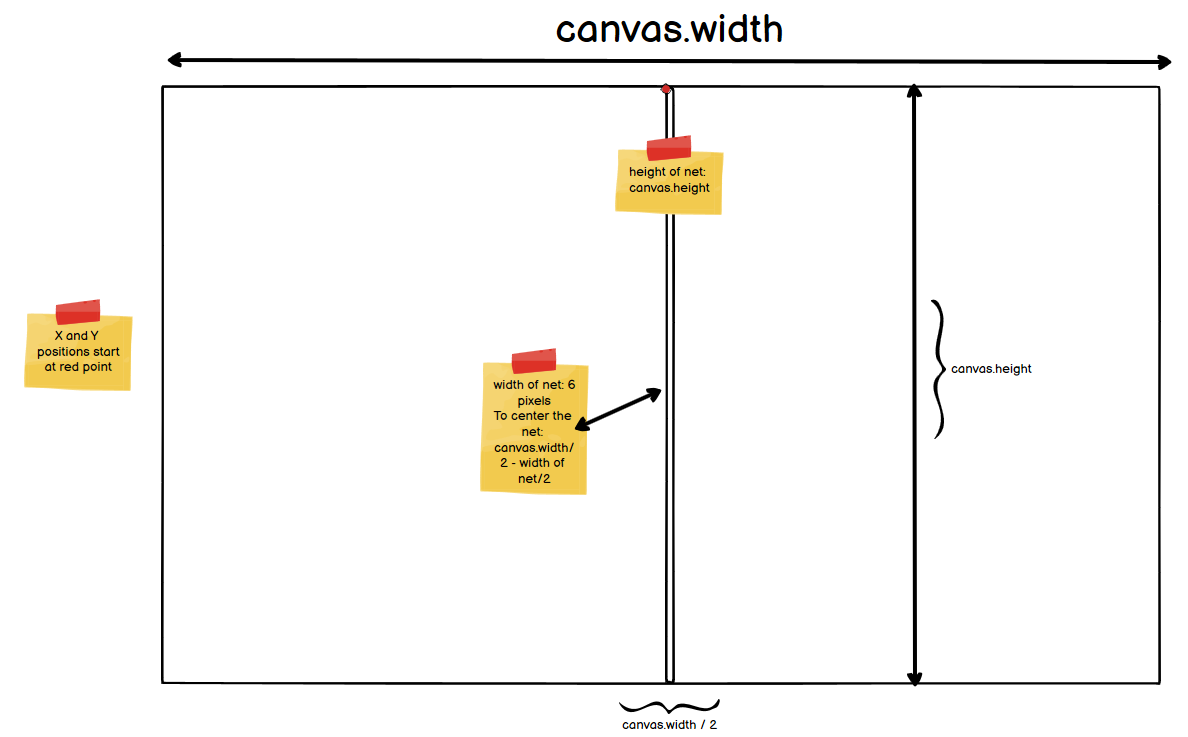 canvas.width
height of net:
canvas.height
X and Y
positions start
at red point
width of net: 6
pixels
To center the
net:
canvas.width/
2 - width of
net/2
canvas.height
canvas.width / 2